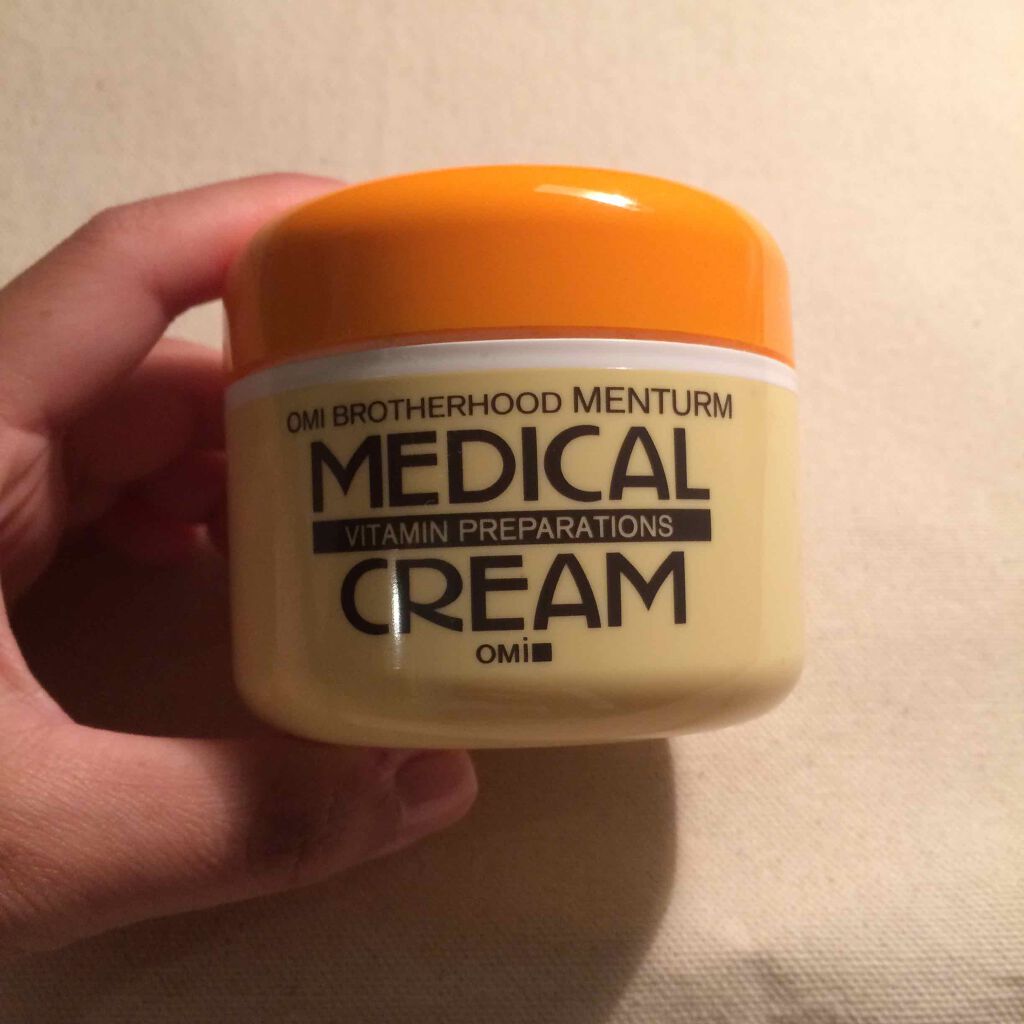 OMI BROTHERHOOD MENTURM
MEDICAL
VITAMIN PREPARATIONS
CREAM
OMi